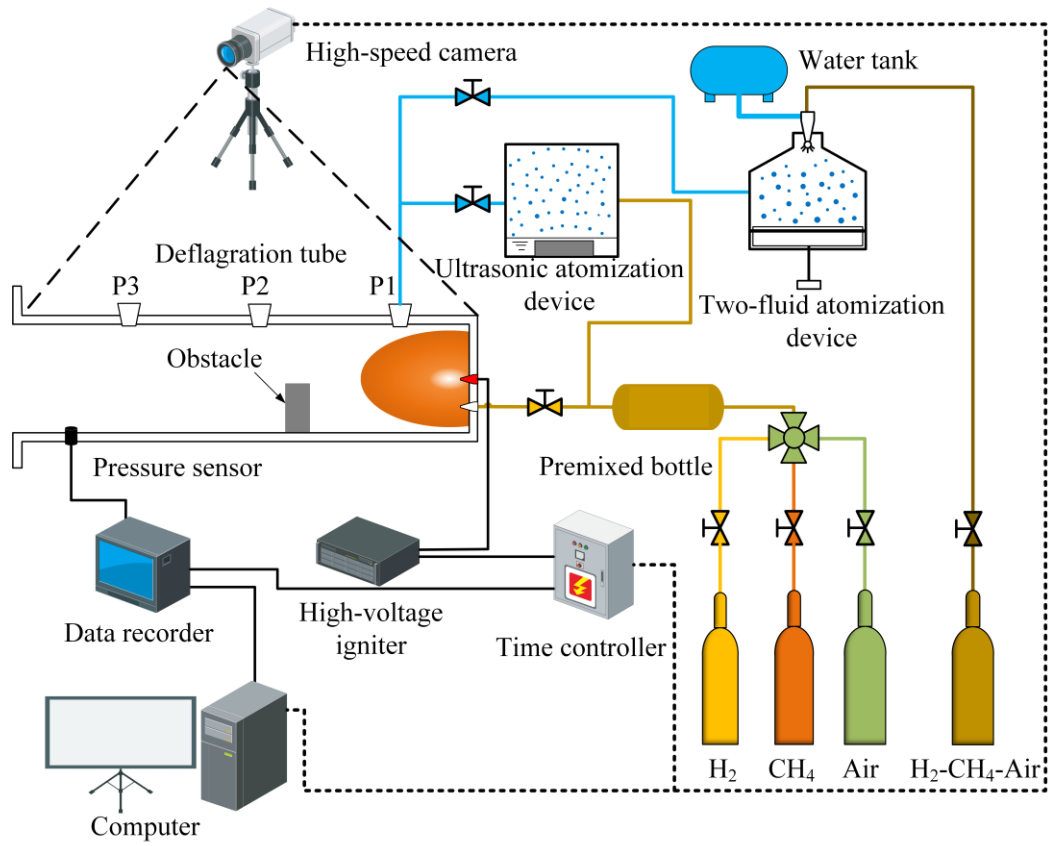 High-speed camera
Water tank
Deflagration tube
Ultrasonic atomization
device
P3
P2
P1
Two-fluid atomization
device
Obstacle
Pressure sensor
Premixed bottle
Data recorder
High-voltage
igniter
Time controller
H₂
CH₄
Air
H₂-CH₄-Air
Computer